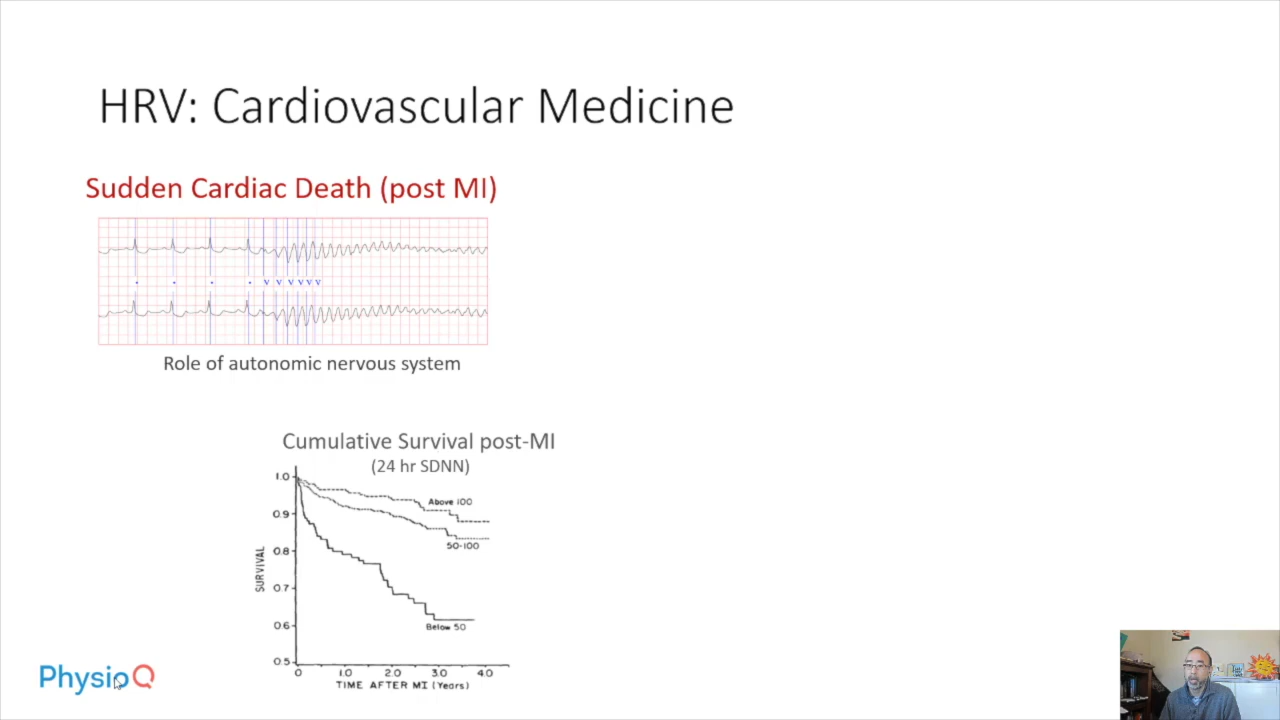 HRV: Cardiovascular Medicine
Sudden Cardiac Death (post MI)
V V V V V V
Role of autonomic nervous system
Cumulative Survival post-MI
(24 hr SDNN)
1.0
0.9
0.8
0.7
0.6
0.5
SURVIVAL
Above 100
50-100
Below 50
0 1.0 2.0 3.0 4.0
TIME AFTER MI (Years)
PhysioQ